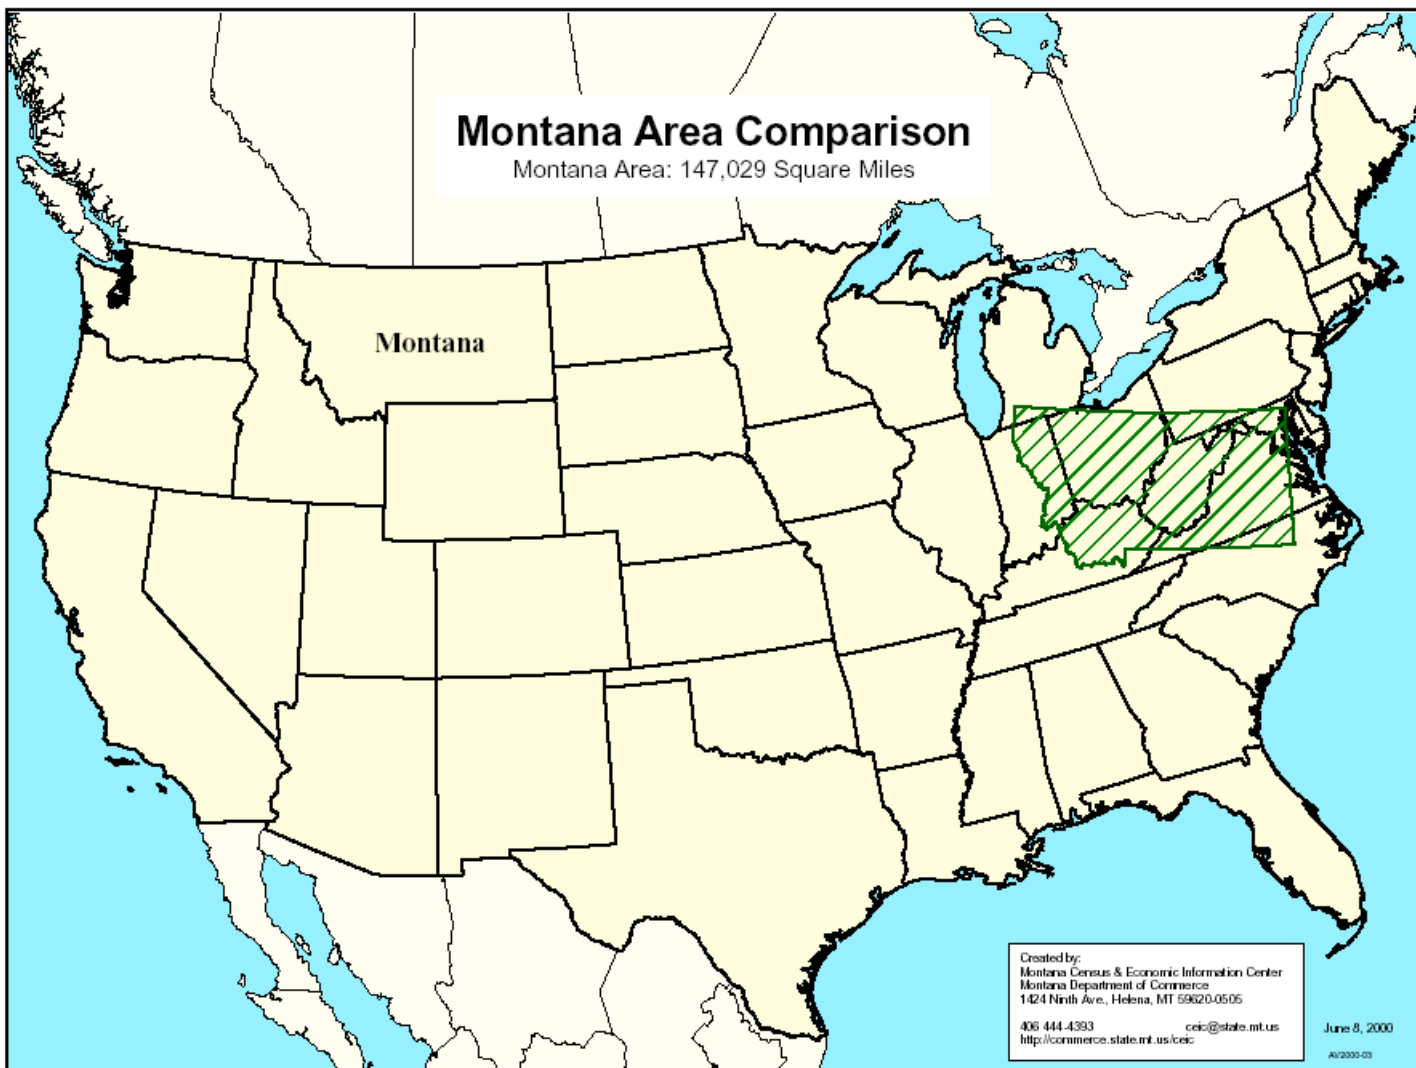 Montana Area Comparison
Montana Area: 147,029 Square Miles
Montana
Created by:
Montana Census & Economic Information Center
Montana Department of Commerce
1424 Ninth Ave., Helena, MT 59620-0505
406 444-4393 ceic@state.mt.us
http://commerce.state.mt.us/ceic
June 8, 2000
AV2000-03